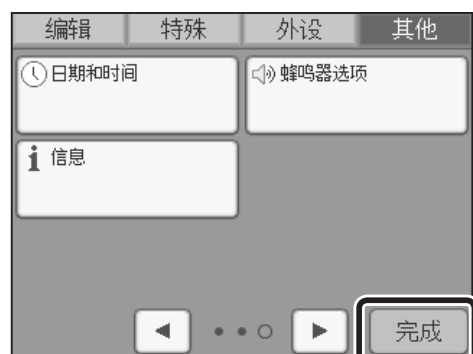 编辑 特殊 外设 其他
日期和时间 蜂鸣器选项
信息
完成